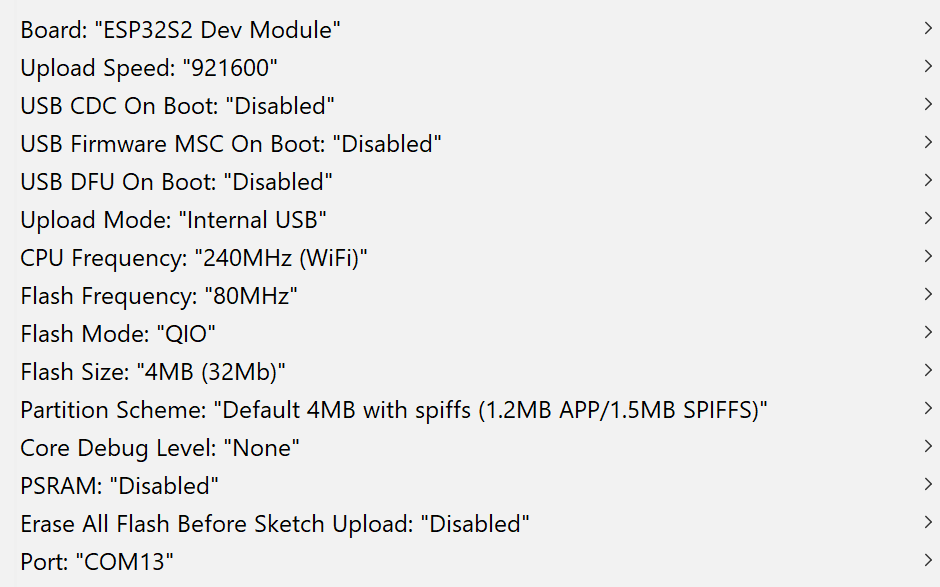 Board: "ESP32S2 Dev Module"
Upload Speed: "921600"
USB CDC On Boot: "Disabled"
USB Firmware MSC On Boot: "Disabled"
USB DFU On Boot: "Disabled"
Upload Mode: "Internal USB"
CPU Frequency: "240MHz (WiFi)"
Flash Frequency: "80MHz"
Flash Mode: "QIO"
Flash Size: "4MB (32Mb)"
Partition Scheme: "Default 4MB with spiffs (1.2MB APP/1.5MB SPIFFS)"
Core Debug Level: "None"
PSRAM: "Disabled"
Erase All Flash Before Sketch Upload: "Disabled"
Port: "COM13"